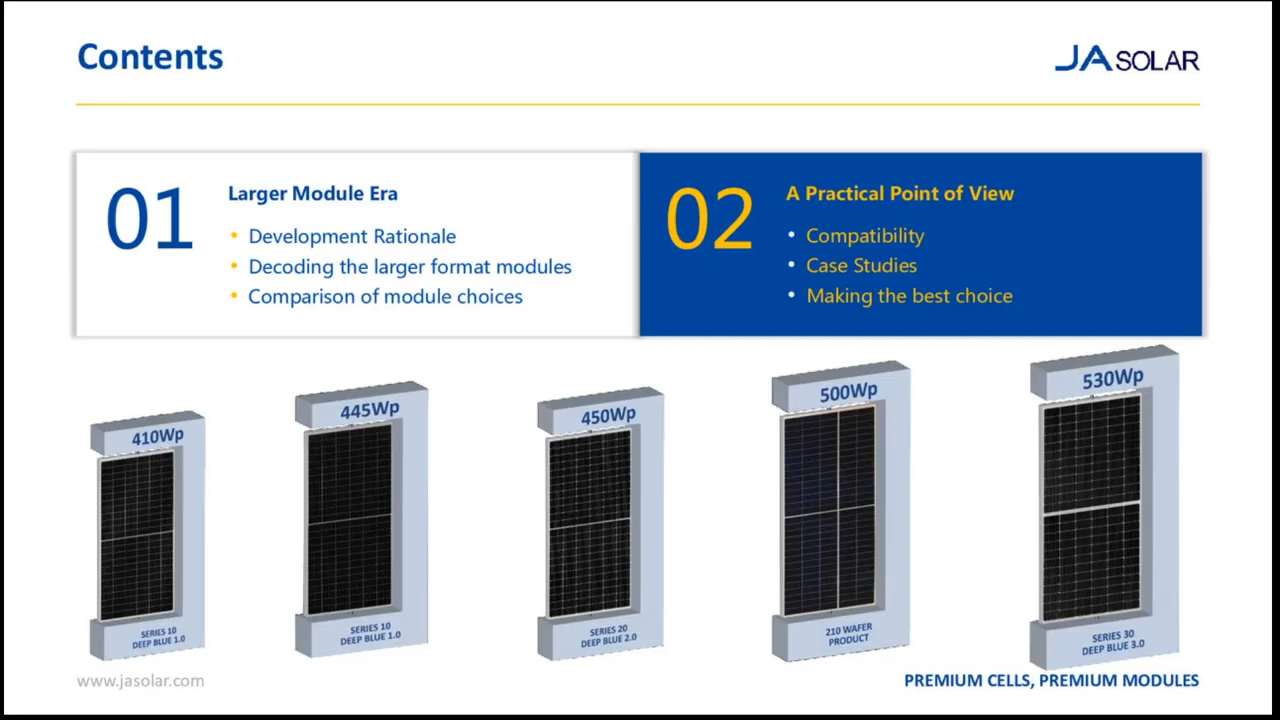 Contents
JA SOLAR
01
Larger Module Era
• Development Rationale
• Decoding the larger format modules
• Comparison of module choices
02
A Practical Point of View
• Compatibility
• Case Studies
• Making the best choice
410Wp
SERIES 10
DEEP BLUE 1.0
445Wp
SERIES 10
DEEP BLUE 1.0
450Wp
SERIES 20
DEEP BLUE 2.0
500Wp
210 WAFER
PRODUCT
530Wp
SERIES 30
DEEP BLUE 3.0
www.jasolar.com
PREMIUM CELLS, PREMIUM MODULES